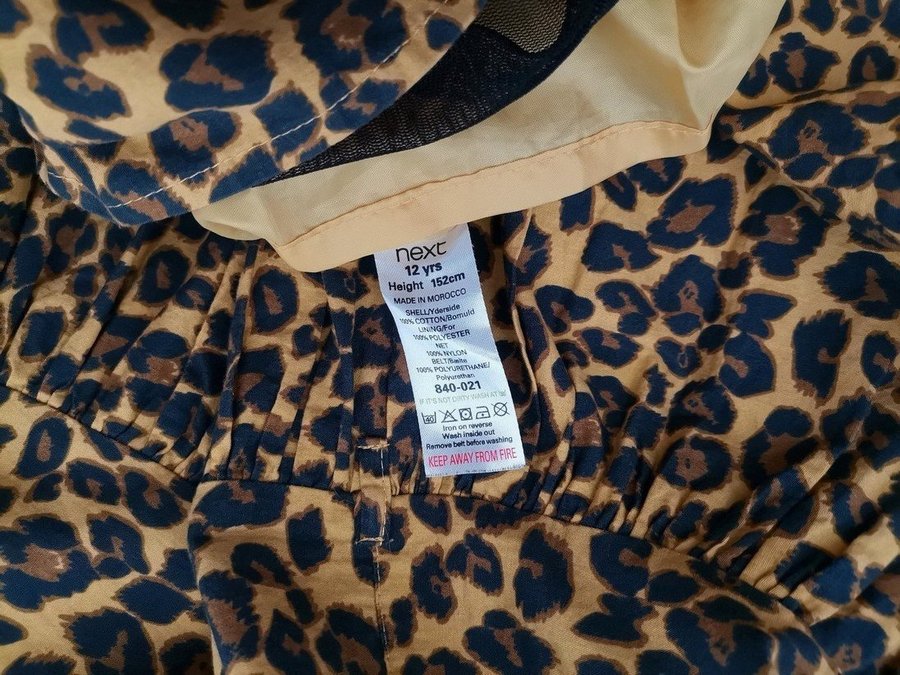 next
12 yrs
Height 152cm
MADE IN MOROCCO
SHELL/Yderside
100% COTTON/Bomuld
LINING/For
100% POLYESTER
NET
100% NYLON
BELT/Bælte
100% POLYURETHANE/
Polyurethan
840-021
IF IT'S NOT DIRTY WASH AT 30
40
Iron on reverse
Wash inside out
Remove belt before washing
KEEP AWAY FROM FIRE